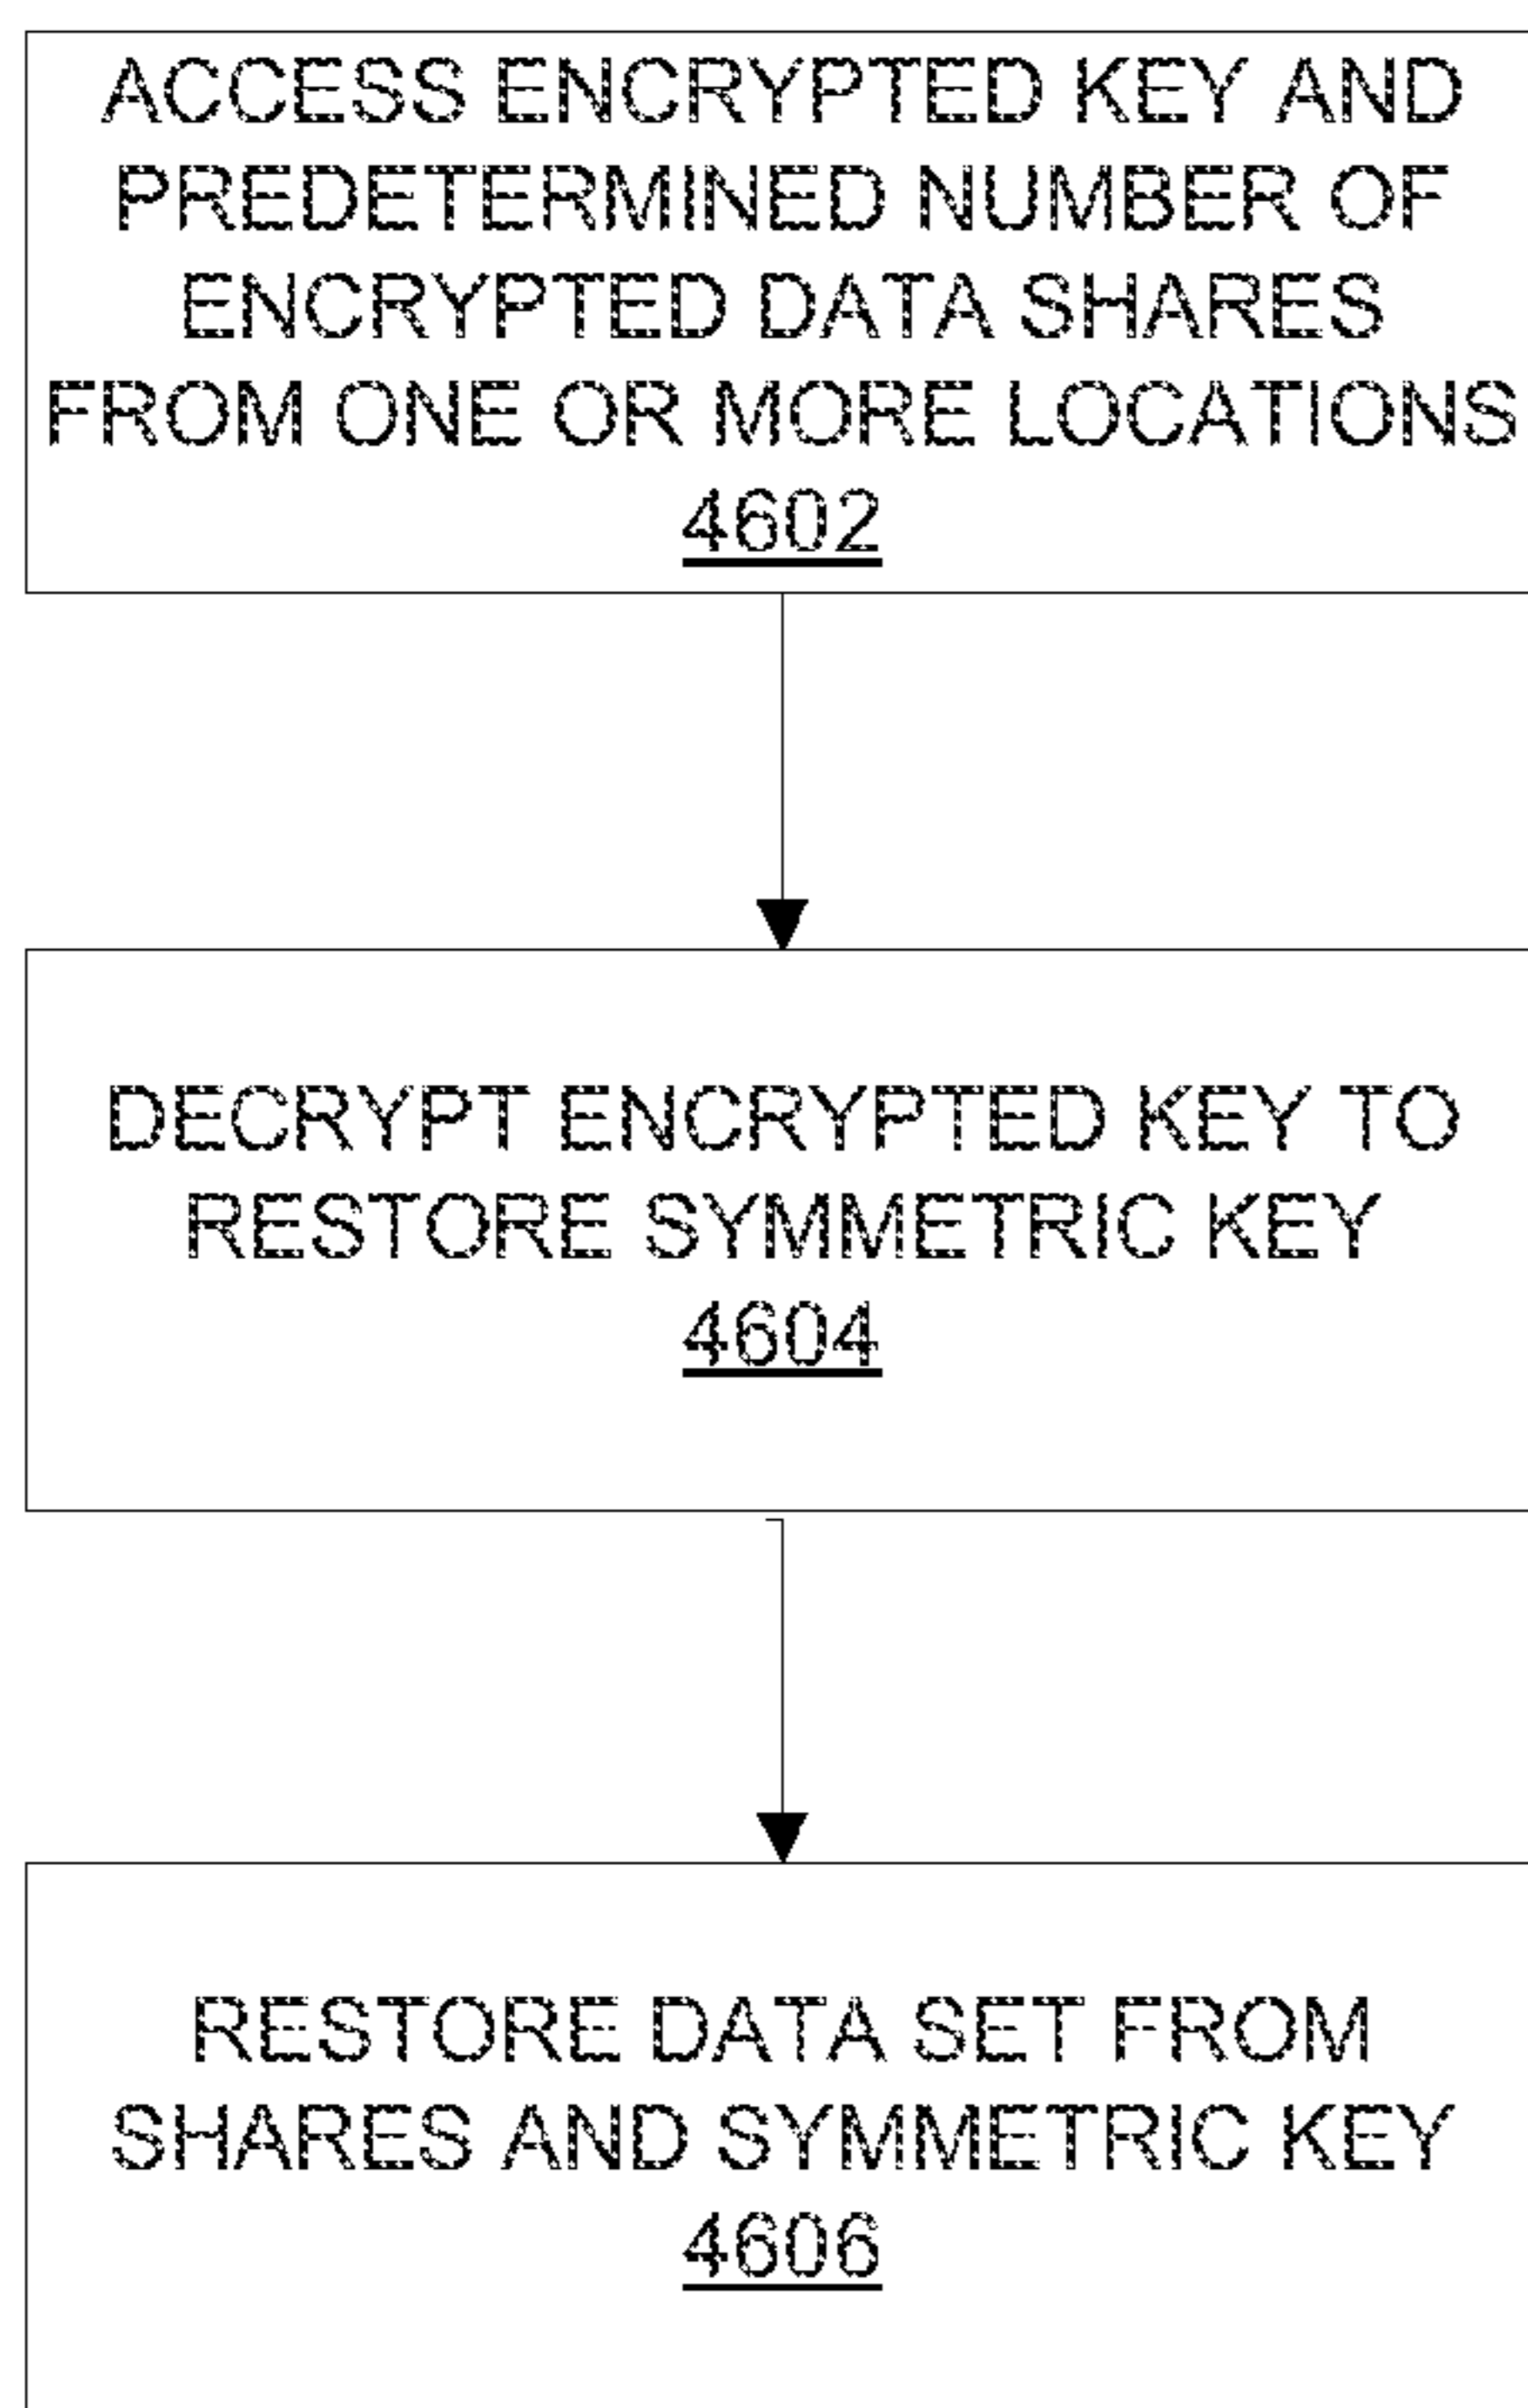 ACCESS ENCRYPTED KEY AND
PREDETERMINED NUMBER OF
ENCRYPTED DATA SHARES
FROM ONE OR MORE LOCATIONS
4602
DECRYPT ENCRYPTED KEY TO
RESTORE SYMMETRIC KEY
4604
RESTORE DATA SET FROM
SHARES AND SYMMETRIC KEY
4606